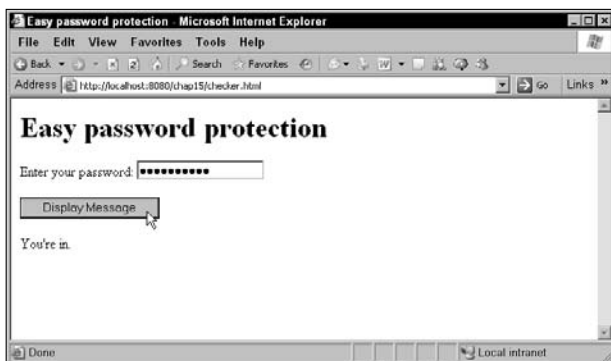 Easy password protection - Microsoft Internet Explorer
File Edit View Favorites Tools Help
Back Search Favorites
Address http://localhost:8080/chap15/checker.html Go Links »
Easy password protection
Enter your password: ●●●●●●●●●●
Display Message
You're in.
Done Local intranet